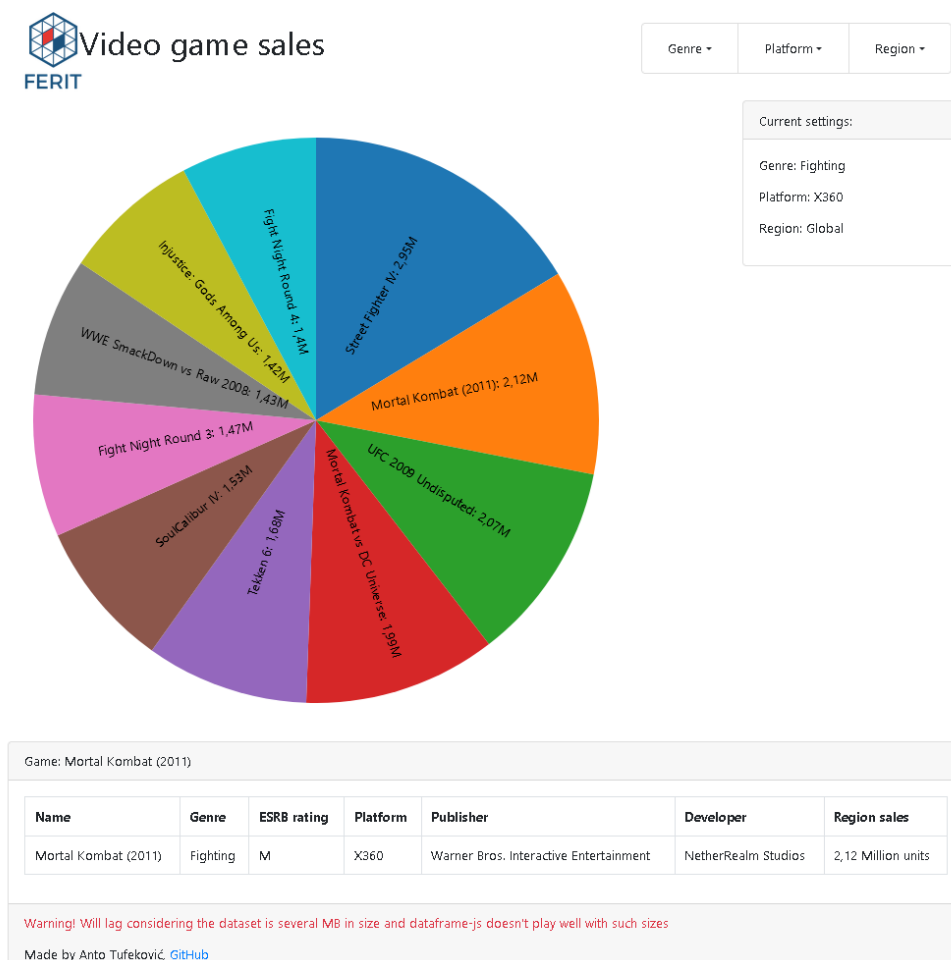 FERIT
Video game sales
Genre
Platform
Region
Current settings:
Genre: Fighting
Platform: X360
Region: Global
Street Fighter IV: 2,95M
Mortal Kombat (2011): 2,12M
UFC 2009 Undisputed: 2,07M
Mortal Kombat vs DC Universe: 1,99M
Tekken 6: 1,68M
SoulCalibur IV: 1,53M
Fight Night Round 3: 1,47M
WWE SmackDown vs Raw 2008: 1,43M
Injustice: Gods Among Us: 1,42M
Fight Night Round 4: 1,4M
Game: Mortal Kombat (2011)
Name Genre ESRB rating Platform Publisher Developer Region sales
Mortal Kombat (2011) Fighting M X360 Warner Bros. Interactive Entertainment NetherRealm Studios 2,12 Million units
Warning! Will lag considering the dataset is several MB in size and dataframe-js doesn't play well with such sizes
Made by Anto Tufeković, GitHub